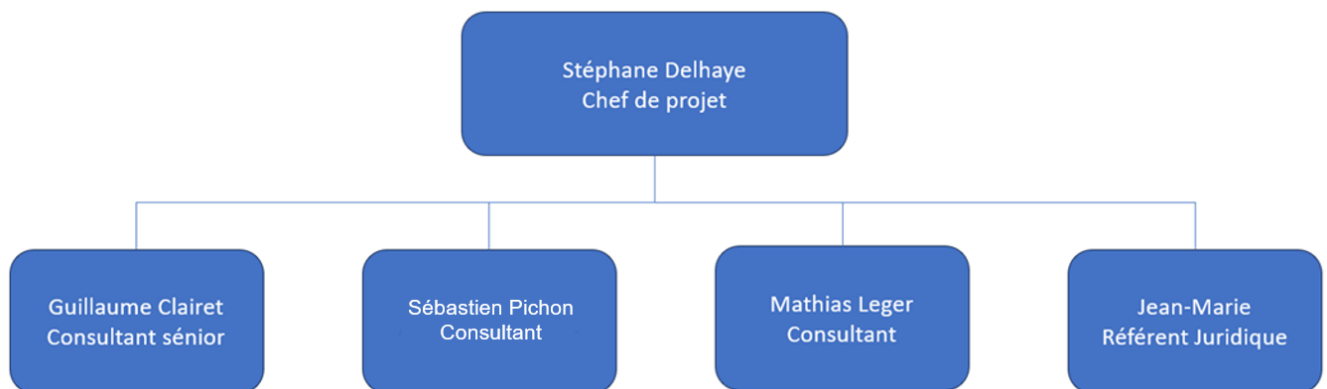 Stéphane Delhaye
Chef de projet
Guillaume Clairet
Consultant sénior
Sébastien Pichon
Consultant
Mathias Leger
Consultant
Jean-Marie
Référent Juridique